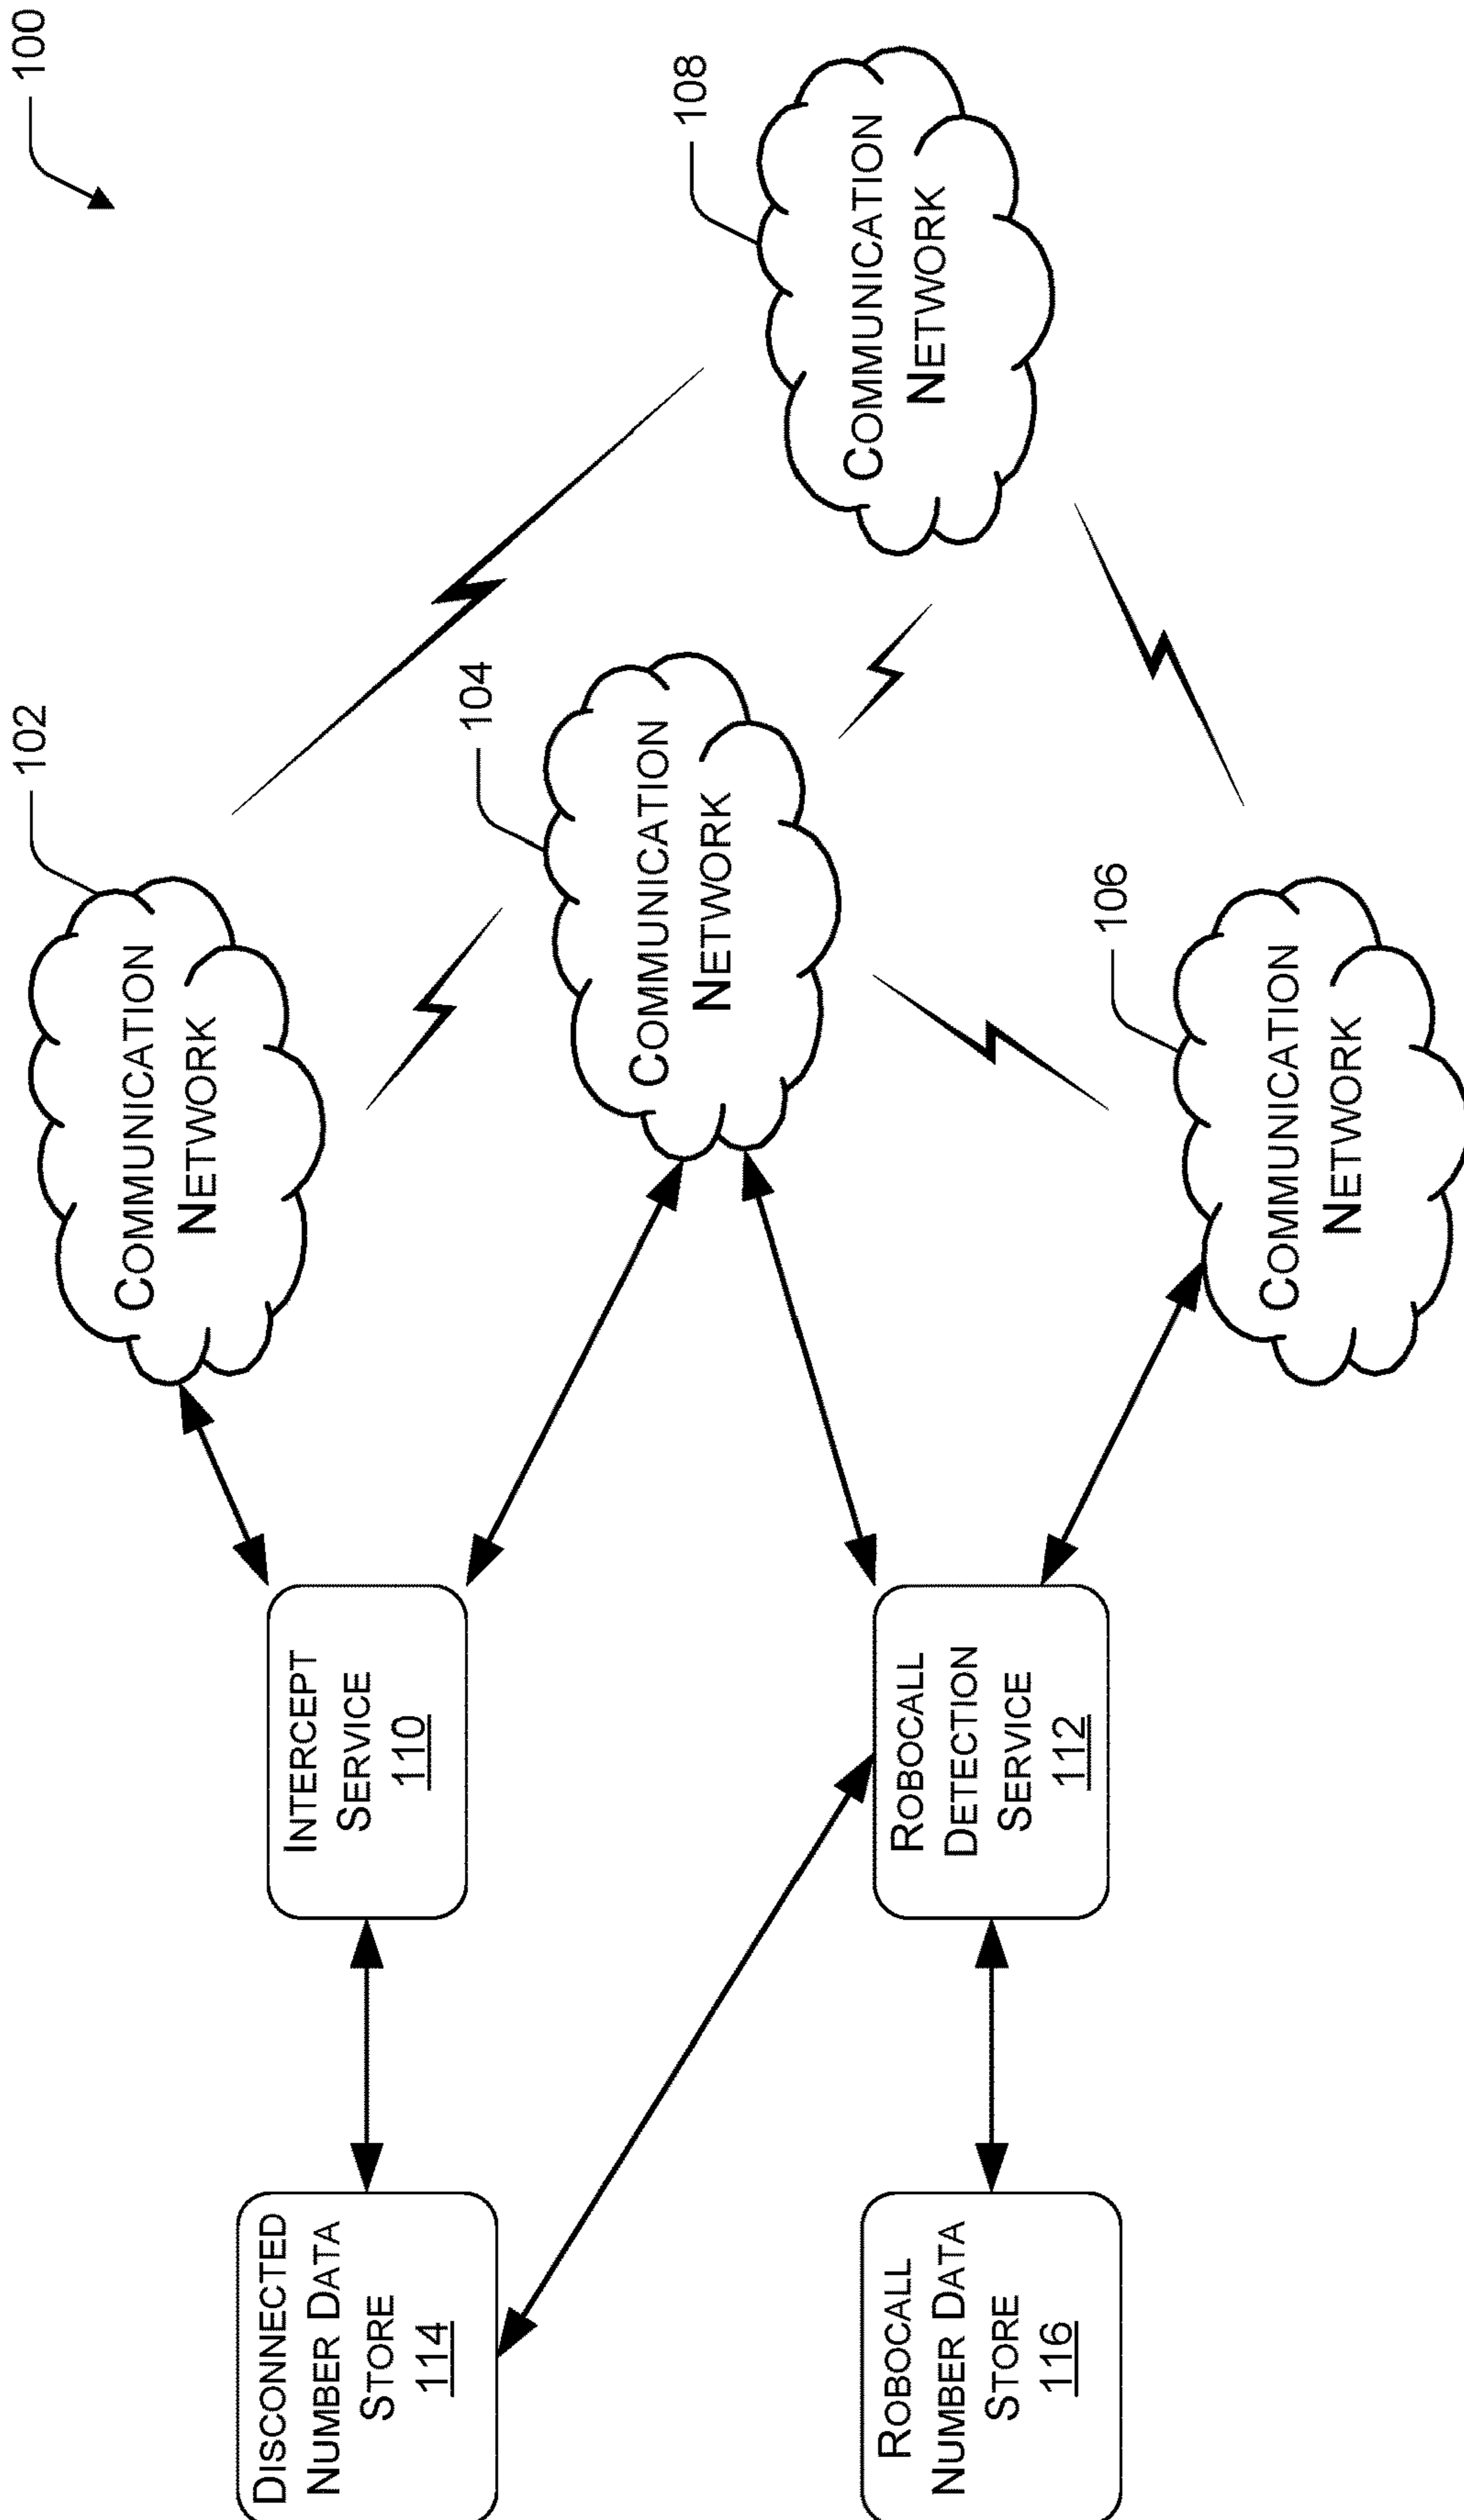 100
102
COMMUNICATION
NETWORK
104
COMMUNICATION
NETWORK
106
COMMUNICATION
NETWORK
108
COMMUNICATION
NETWORK
INTERCEPT
SERVICE
110
ROBOCALL
DETECTION
SERVICE
112
DISCONNECTED
NUMBER DATA
STORE
114
ROBOCALL
NUMBER DATA
STORE
116